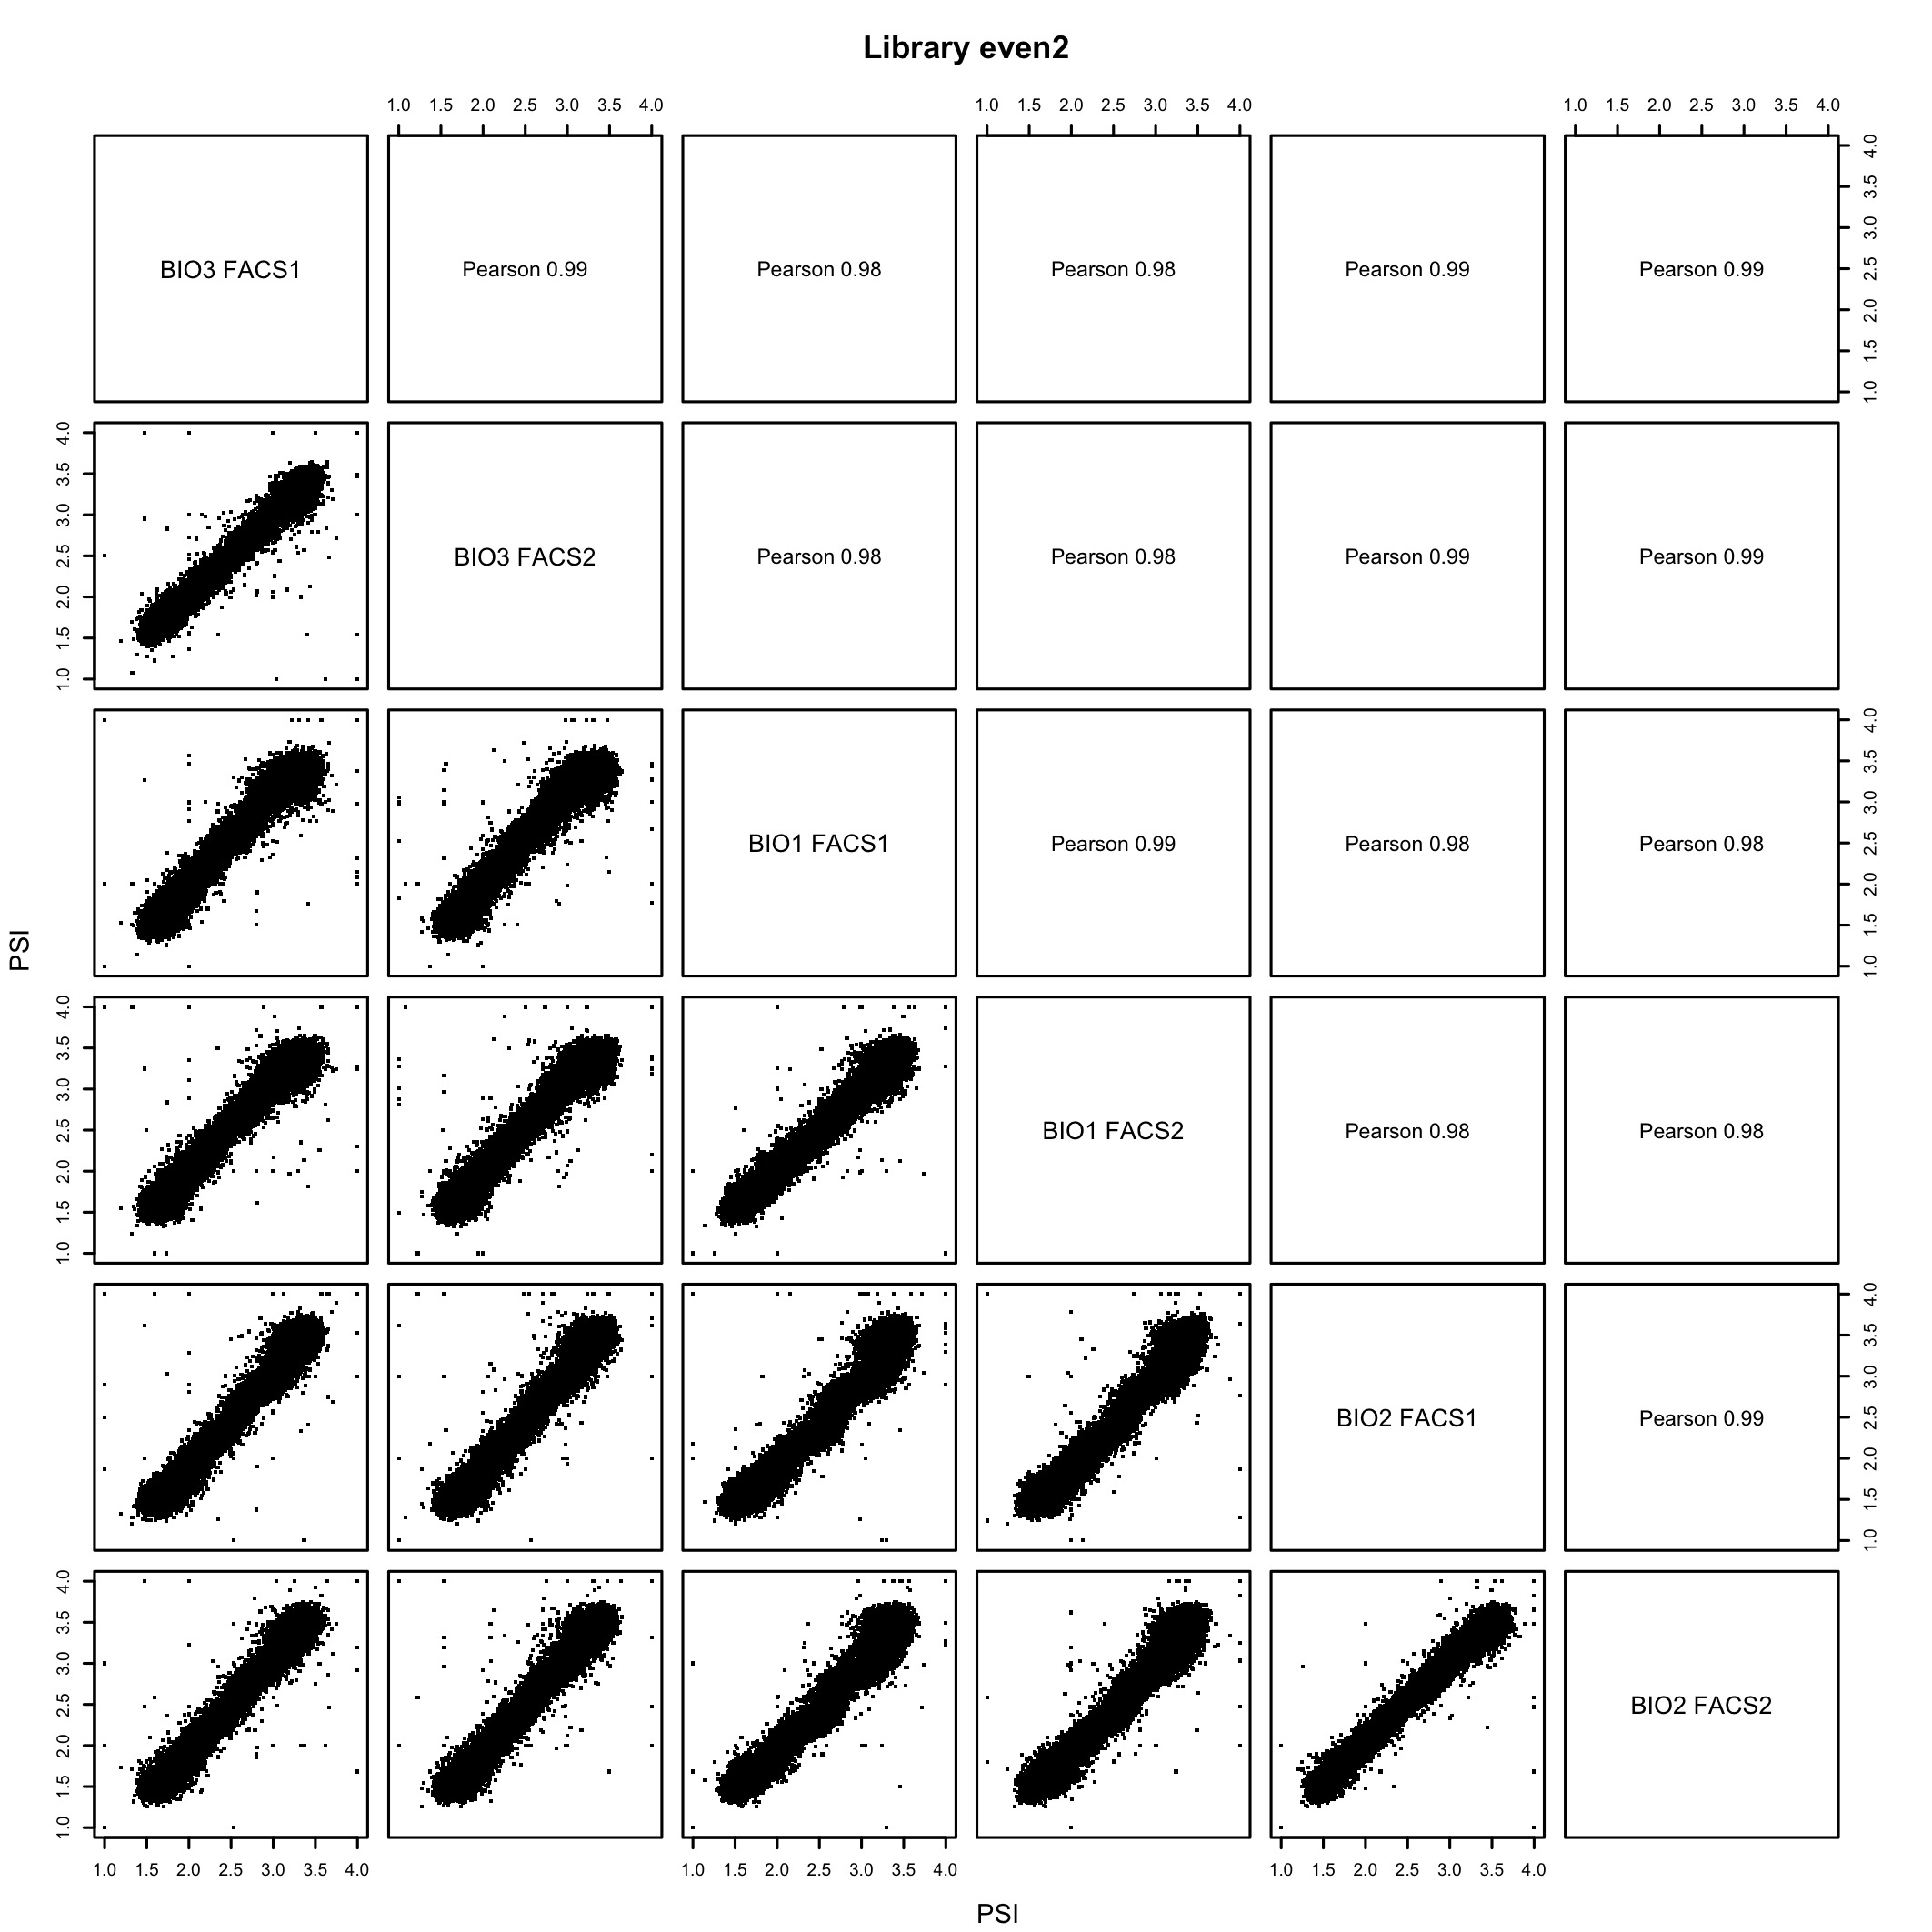 Library even2
1.0 1.5 2.0 2.5 3.0 3.5 4.0 1.0 1.5 2.0 2.5 3.0 3.5 4.0 1.0 1.5 2.0 2.5 3.0 3.5 4.0
BIO3 FACS1 Pearson 0.99 Pearson 0.98 Pearson 0.98 Pearson 0.99 Pearson 0.99
1.0 1.5 2.0 2.5 3.0 3.5 4.0
1.0 1.5 2.0 2.5 3.0 3.5 4.0
BIO3 FACS2 Pearson 0.98 Pearson 0.98 Pearson 0.99 Pearson 0.99
BIO1 FACS1 Pearson 0.99 Pearson 0.98 Pearson 0.98
1.0 1.5 2.0 2.5 3.0 3.5 4.0
PSI
1.0 1.5 2.0 2.5 3.0 3.5 4.0
BIO1 FACS2 Pearson 0.98 Pearson 0.98
BIO2 FACS1 Pearson 0.99
1.0 1.5 2.0 2.5 3.0 3.5 4.0
1.0 1.5 2.0 2.5 3.0 3.5 4.0
BIO2 FACS2
1.0 1.5 2.0 2.5 3.0 3.5 4.0 1.0 1.5 2.0 2.5 3.0 3.5 4.0 1.0 1.5 2.0 2.5 3.0 3.5 4.0
PSI